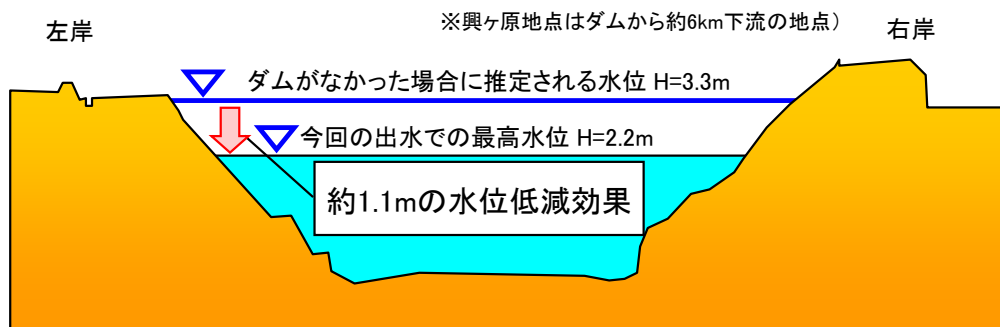 ※興ヶ原地点はダムから約6km下流の地点）
左岸
右岸
ダムがなかった場合に推定される水位 H=3.3m
今回の出水での最高水位 H=2.2m
約1.1mの水位低減効果